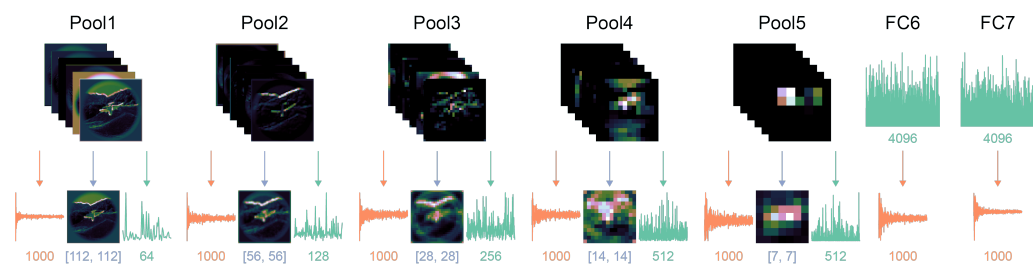 Pool1 Pool2 Pool3 Pool4 Pool5 FC6 FC7
4096 4096
1000 [112, 112] 64 1000 [56, 56] 128 1000 [28, 28] 256 1000 [14, 14] 512 1000 [7, 7] 512 1000 1000